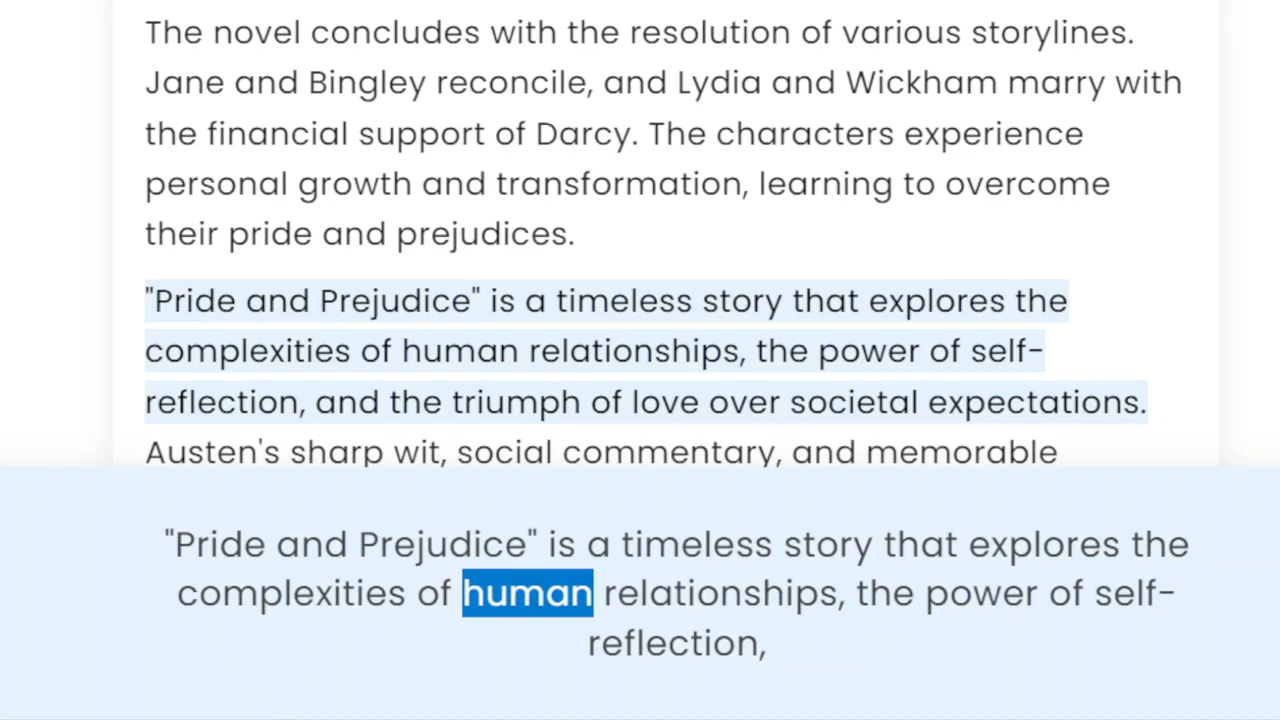 The novel concludes with the resolution of various storylines.
Jane and Bingley reconcile, and Lydia and Wickham marry with
the financial support of Darcy. The characters experience
personal growth and transformation, learning to overcome
their pride and prejudices.
"Pride and Prejudice" is a timeless story that explores the
complexities of human relationships, the power of self-
reflection, and the triumph of love over societal expectations.
Austen's sharp wit, social commentary, and memorable
"Pride and Prejudice" is a timeless story that explores the
complexities of human relationships, the power of self-
reflection,